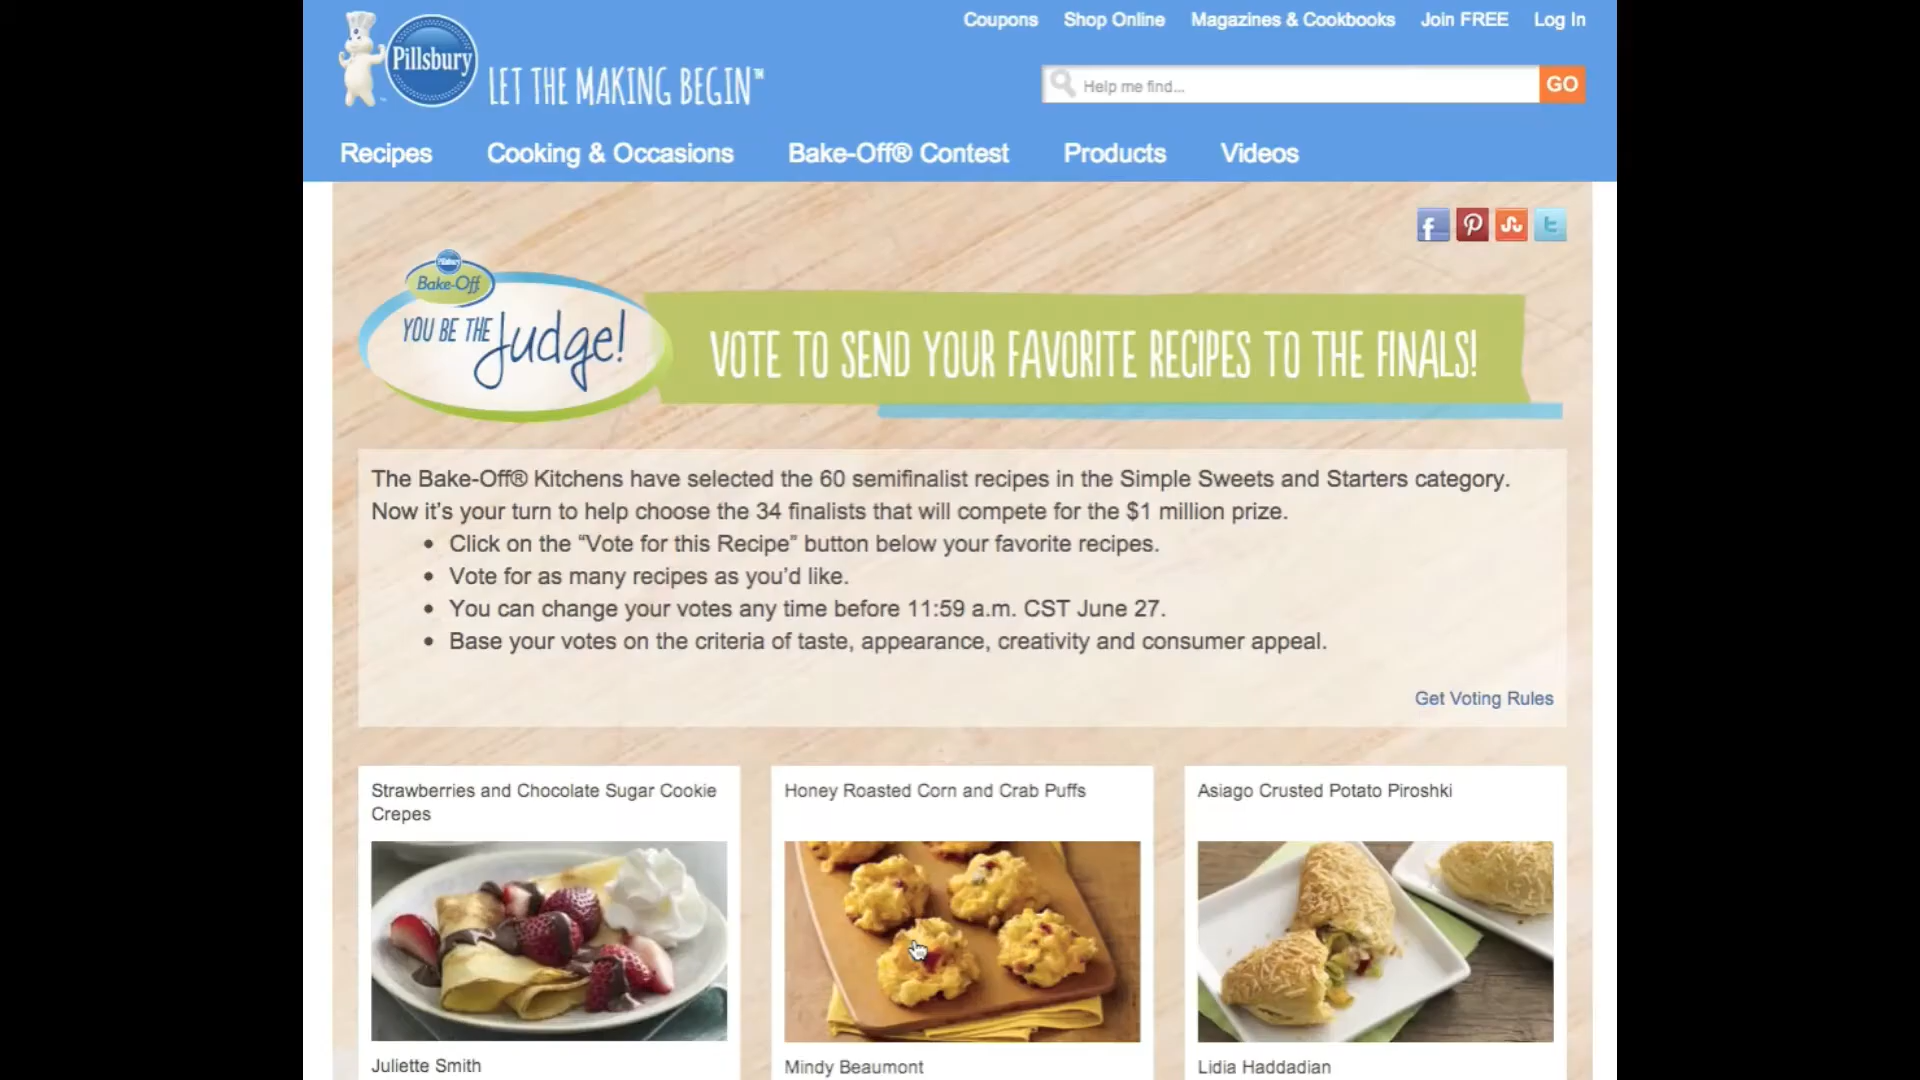 Coupons Shop Online Magazines & Cookbooks Join FREE Log In
Pillsbury
LET THE MAKING BEGIN™
Help me find...
GO
Recipes Cooking & Occasions Bake-Off® Contest Products Videos
Pillsbury
Bake-Off
YOU BE THE Judge!
VOTE TO SEND YOUR FAVORITE RECIPES TO THE FINALS!
The Bake-Off® Kitchens have selected the 60 semifinalist recipes in the Simple Sweets and Starters category.
Now it’s your turn to help choose the 34 finalists that will compete for the $1 million prize.
• Click on the “Vote for this Recipe” button below your favorite recipes.
• Vote for as many recipes as you’d like.
• You can change your votes any time before 11:59 a.m. CST June 27.
• Base your votes on the criteria of taste, appearance, creativity and consumer appeal.
Get Voting Rules
Strawberries and Chocolate Sugar Cookie
Crepes
Honey Roasted Corn and Crab Puffs
Asiago Crusted Potato Piroshki
Juliette Smith
Mindy Beaumont
Lidia Haddadian